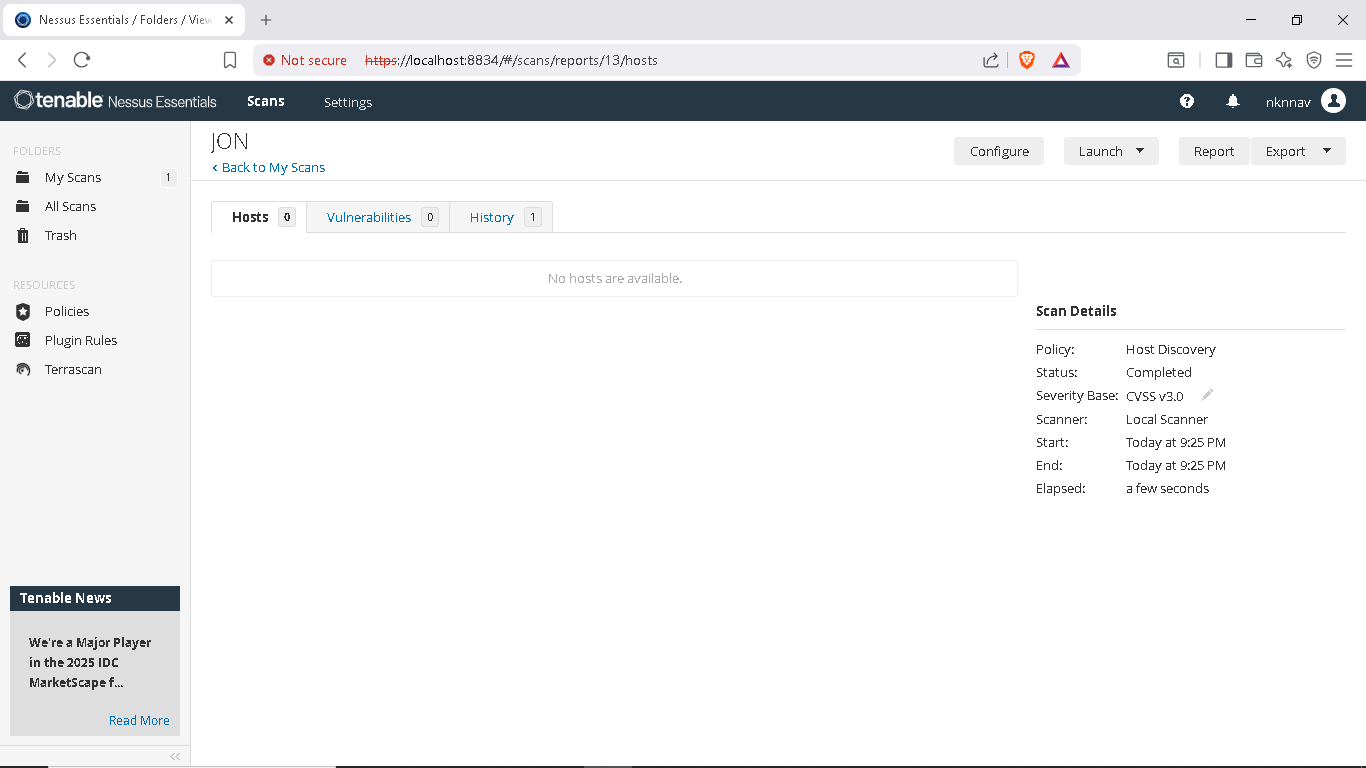 Nessus Essentials / Folders / View
Not secure https://localhost:8834/#/scans/reports/13/hosts
tenable Nessus Essentials Scans Settings nknnav
FOLDERS
My Scans 1
All Scans
Trash
RESOURCES
Policies
Plugin Rules
Terrascan
Tenable News
We're a Major Player
in the 2025 IDC
MarketScape f...
Read More
JON
Back to My Scans
Configure Launch Report Export
Hosts 0 Vulnerabilities 0 History 1
No hosts are available.
Scan Details
Policy: Host Discovery
Status: Completed
Severity Base: CVSS v3.0
Scanner: Local Scanner
Start: Today at 9:25 PM
End: Today at 9:25 PM
Elapsed: a few seconds